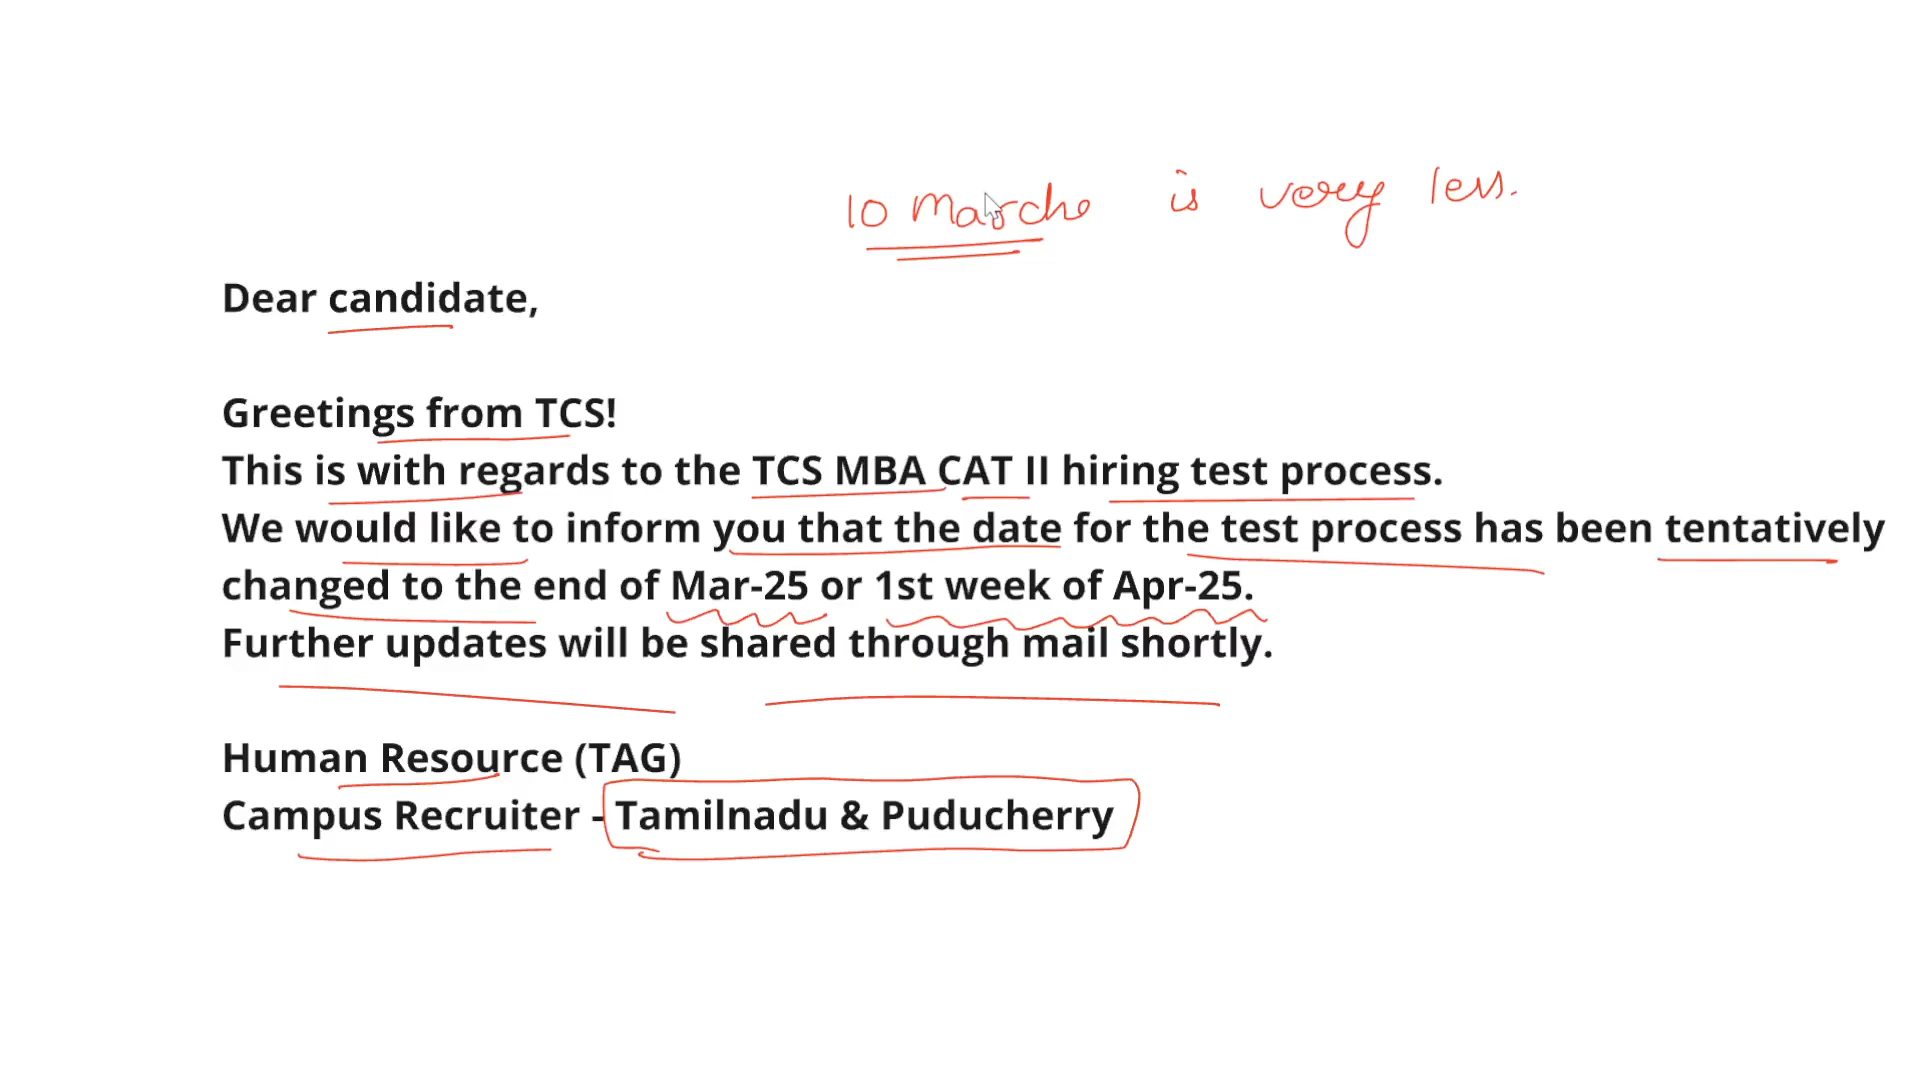 10 Marche is very less.
Dear candidate,
Greetings from TCS!
This is with regards to the TCS MBA CAT II hiring test process.
We would like to inform you that the date for the test process has been tentatively
changed to the end of Mar-25 or 1st week of Apr-25.
Further updates will be shared through mail shortly.
Human Resource (TAG)
Campus Recruiter - Tamilnadu & Puducherry